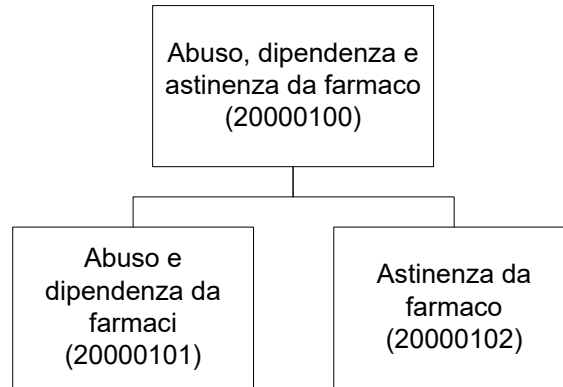 Abuso, dipendenza e
astinenza da farmaco
(20000100)
Abuso e
dipendenza da
farmaci
(20000101)
Astinenza da
farmaco
(20000102)